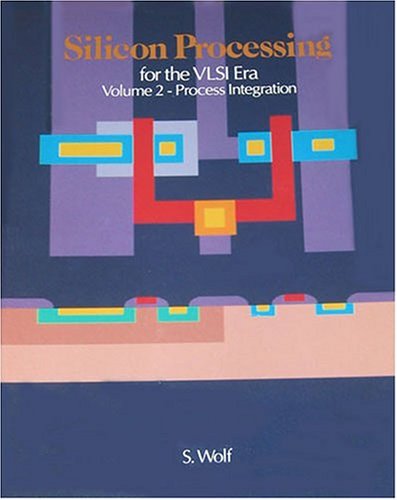 Silicon Processing
for the VLSI Era
Volume 2 - Process Integration
S. Wolf